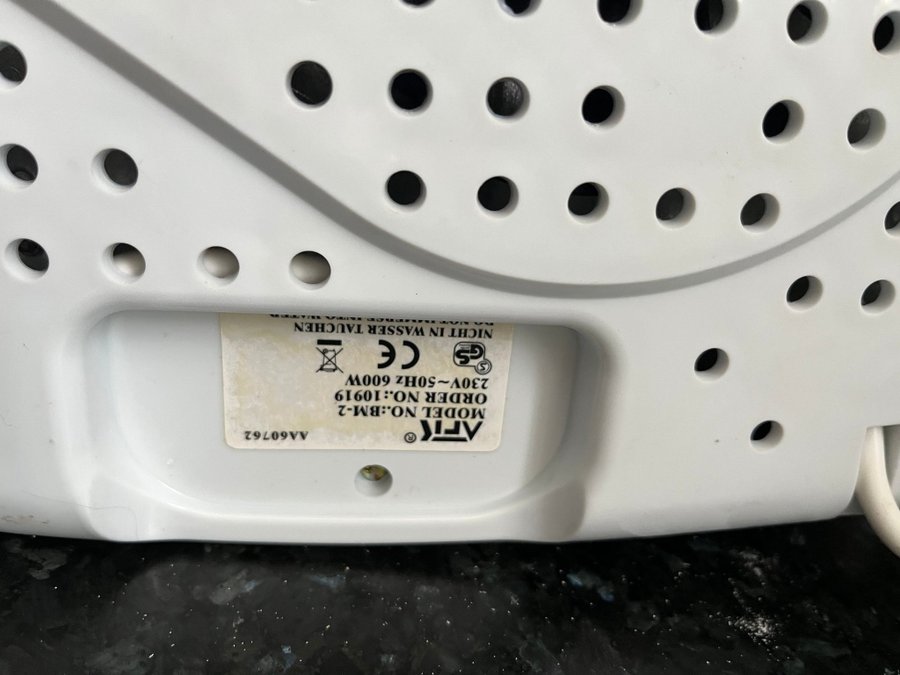 AFK® AA60762
MODEL NO.:BM-2
ORDER NO.:10919
230V~50Hz 600W
GS S CE
NICHT IN WASSER TAUCHEN
DO NOT IMMERSE INTO WATER